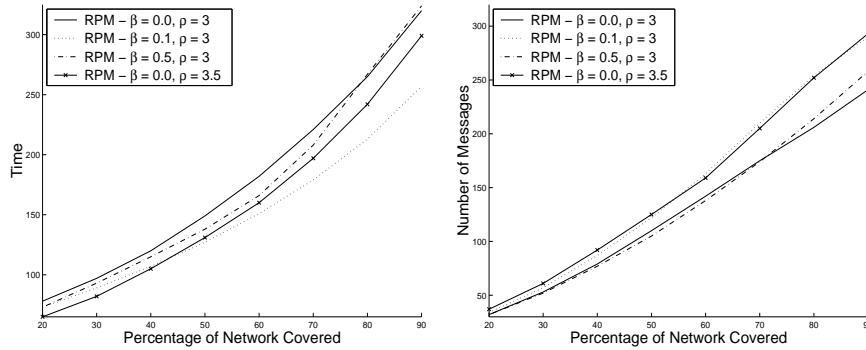 RPM – β = 0.0, ρ = 3
RPM – β = 0.1, ρ = 3
RPM – β = 0.5, ρ = 3
RPM – β = 0.0, ρ = 3.5
300
250
200
150
100
Time
20 30 40 50 60 70 80 90
Percentage of Network Covered
RPM – β = 0.0, ρ = 3
RPM – β = 0.1, ρ = 3
RPM – β = 0.5, ρ = 3
RPM – β = 0.0, ρ = 3.5
300
250
200
150
100
50
Number of Messages
20 30 40 50 60 70 80 90
Percentage of Network Covered